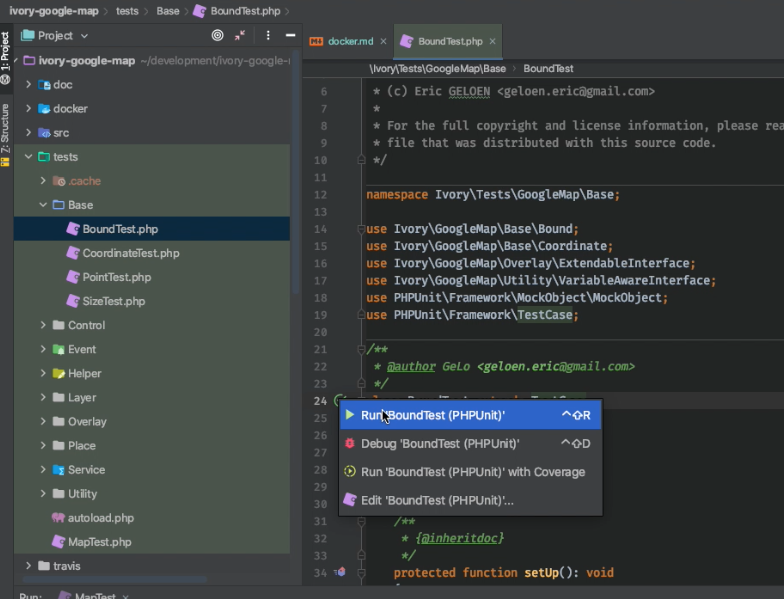 ivory-google-map
tests
Base
BoundTest.php
1: Project
7: Structure
Project
ivory-google-map ~/development/ivory-google-
doc
docker
src
tests
.cache
Base
BoundTest.php
CoordinateTest.php
PointTest.php
SizeTest.php
Control
Event
Helper
Layer
Overlay
Place
Service
Utility
autoload.php
MapTest.php
travis
Run: MapTest
docker.md
BoundTest.php
\Ivory\Tests\GoogleMap\Base
BoundTest
6 * (c) Eric GELOEN <geloen.eric@gmail.com>
7 *
8 * For the full copyright and license information, please rea
9 * file that was distributed with this source code.
10 */
11
12 namespace Ivory\Tests\GoogleMap\Base;
13
14 use Ivory\GoogleMap\Base\Bound;
15 use Ivory\GoogleMap\Base\Coordinate;
16 use Ivory\GoogleMap\Overlay\ExtendableInterface;
17 use Ivory\GoogleMap\Utility\VariableAwareInterface;
18 use PHPUnit\Framework\MockObject\MockObject;
19 use PHPUnit\Framework\TestCase;
20
21 /**
22 * @author GeLo <geloen.eric@gmail.com>
23 */
24
25
26
27
28
29
30
31 /**
32 * {@inheritdoc}
33 */
34 protected function setUp(): void
Run 'BoundTest (PHPUnit)' ^⇧R
Debug 'BoundTest (PHPUnit)' ^⇧D
Run 'BoundTest (PHPUnit)' with Coverage
Edit 'BoundTest (PHPUnit)'...